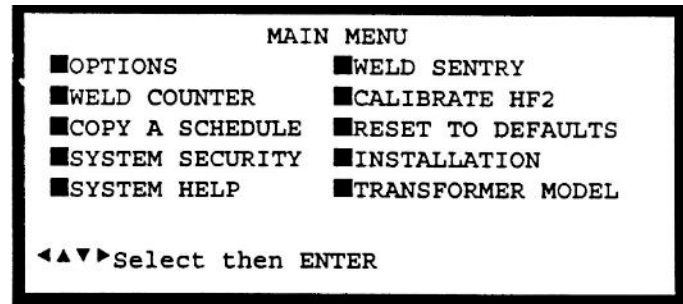 MAIN MENU
■OPTIONS ■WELD SENTRY
■WELD COUNTER ■CALIBRATE HF2
■COPY A SCHEDULE ■RESET TO DEFAULTS
■SYSTEM SECURITY ■INSTALLATION
■SYSTEM HELP ■TRANSFORMER MODEL
◀▲▼▶Select then ENTER